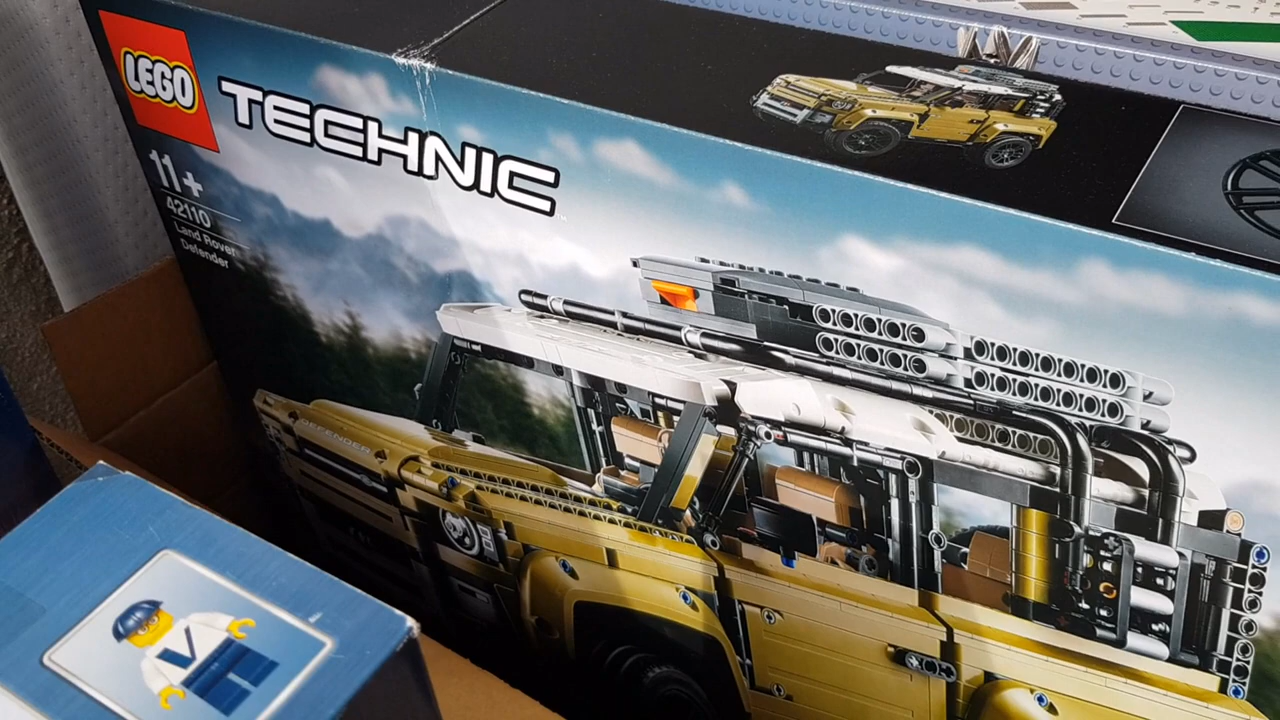 LEGO
TECHNIC
11+
42110
Land Rover
Defender
DEFENDER